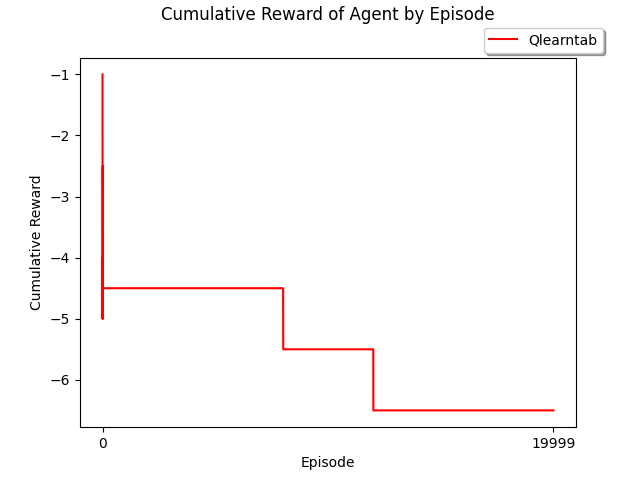 Cumulative Reward of Agent by Episode
Qlearntab
−1
−2
−3
−4
−5
−6
Cumulative Reward
0
19999
Episode